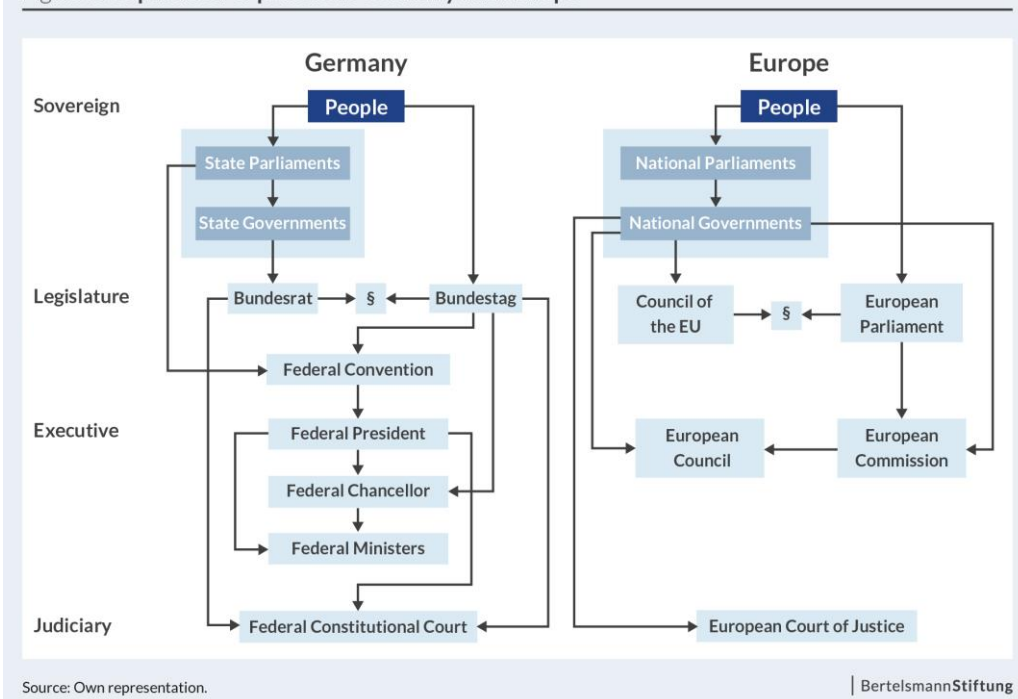 Germany
Europe
Sovereign
People
People
State Parliaments
National Parliaments
State Governments
National Governments
Legislature
Bundesrat
§
Bundestag
Council of
the EU
§
European
Parliament
Federal Convention
Executive
Federal President
European
Council
European
Commission
Federal Chancellor
Federal Ministers
Judiciary
Federal Constitutional Court
European Court of Justice
Source: Own representation.
BertelsmannStiftung